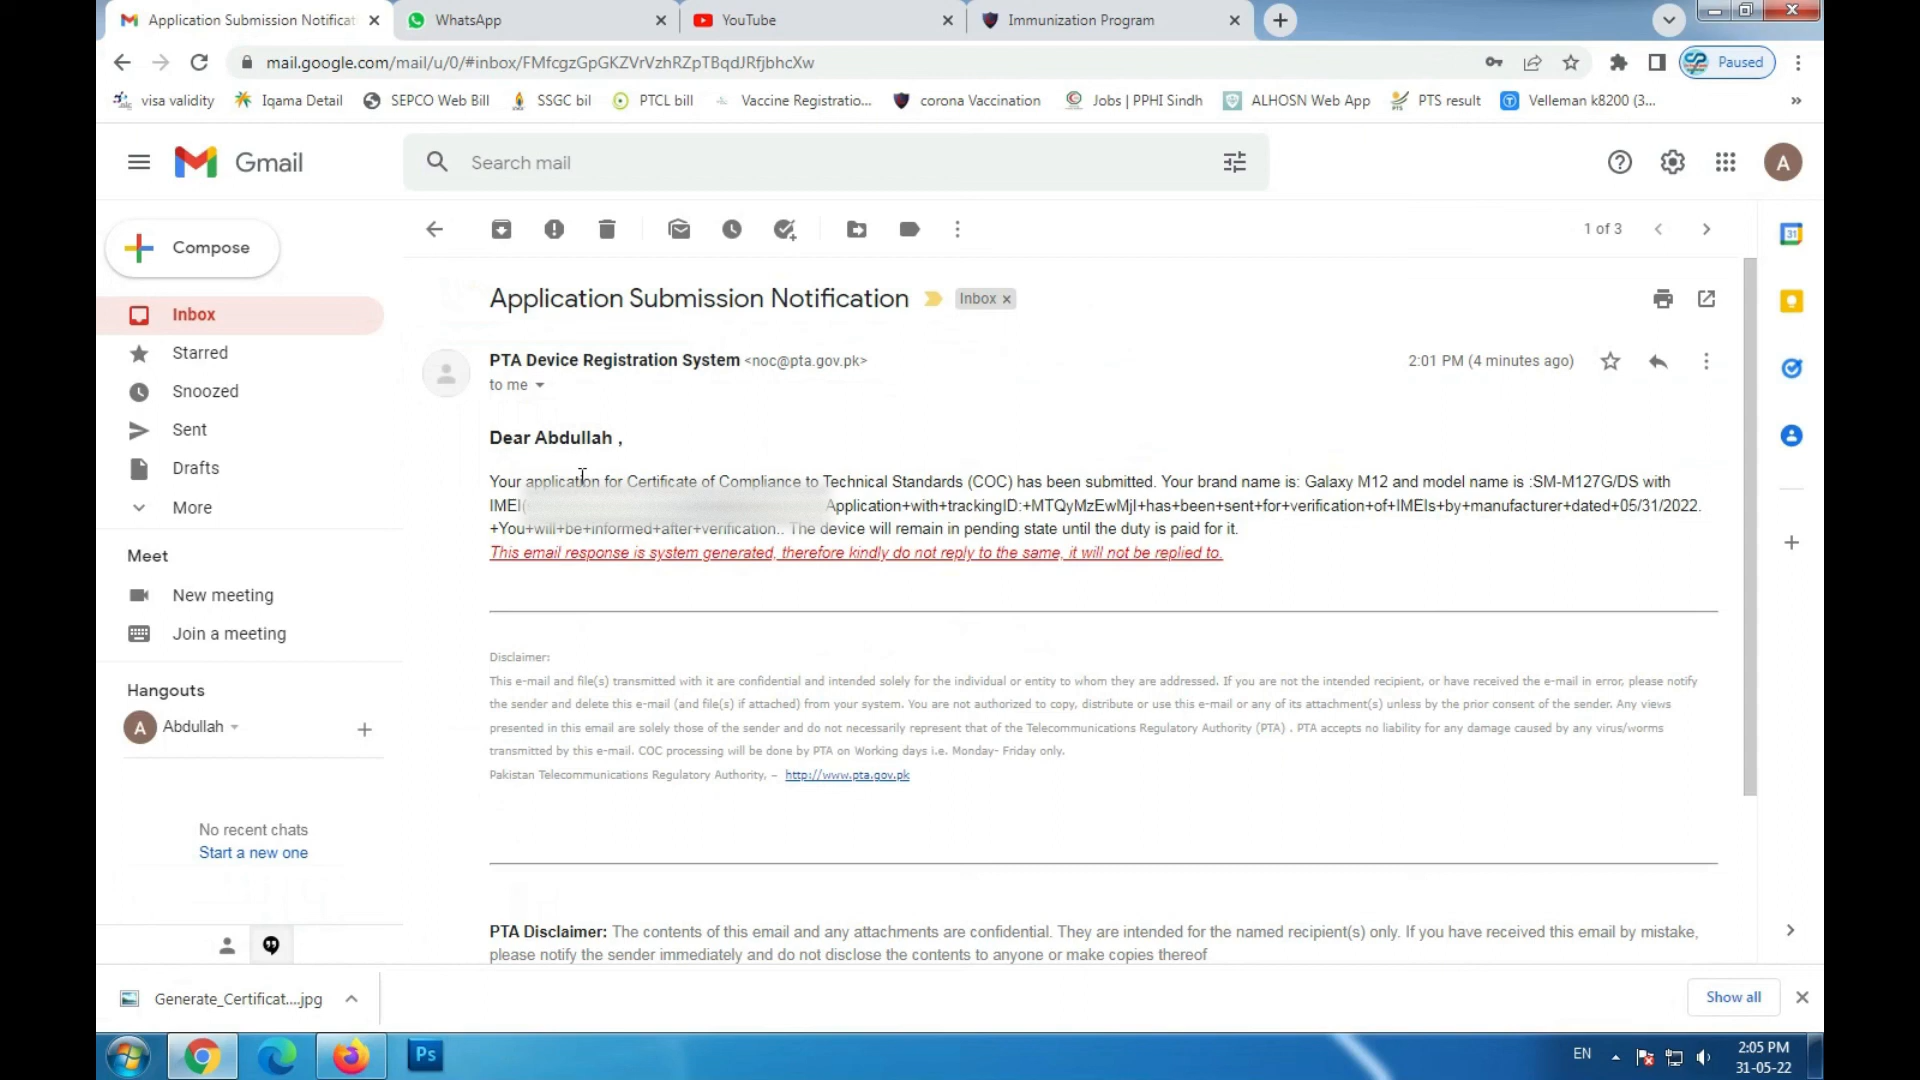 Application Submission Notificat
WhatsApp
YouTube
Immunization Program
mail.google.com/mail/u/0/#inbox/FMfcgzGpGKZVrVzhRZpTBqdJRfjbhcXw
Paused
visa validity
Iqama Detail
SEPCO Web Bill
SSGC bil
PTCL bill
Vaccine Registratio...
corona Vaccination
Jobs | PPHI Sindh
ALHOSN Web App
PTS result
Velleman k8200 (3...
»
Gmail
Search mail
A
Compose
1 of 3
Inbox
Starred
Snoozed
Sent
Drafts
More
Meet
New meeting
Join a meeting
Hangouts
A
Abdullah
No recent chats
Start a new one
Application Submission Notification
Inbox ×
PTA Device Registration System <noc@pta.gov.pk>
2:01 PM (4 minutes ago)
to me
Dear Abdullah ,
Your application for Certificate of Compliance to Technical Standards (COC) has been submitted. Your brand name is: Galaxy M12 and model name is :SM-M127G/DS with
IMEI( Application+with+trackingID:+MTQyMzEwMjI+has+been+sent+for+verification+of+IMEIs+by+manufacturer+dated+05/31/2022.
+You+will+be+informed+after+verification.. The device will remain in pending state until the duty is paid for it.
This email response is system generated, therefore kindly do not reply to the same, it will not be replied to.
Disclaimer:
This e-mail and file(s) transmitted with it are confidential and intended solely for the individual or entity to whom they are addressed. If you are not the intended recipient, or have received the e-mail in error, please notify
the sender and delete this e-mail (and file(s) if attached) from your system. You are not authorized to copy, distribute or use this e-mail or any of its attachment(s) unless by the prior consent of the sender. Any views
presented in this email are solely those of the sender and do not necessarily represent that of the Telecommunications Regulatory Authority (PTA) . PTA accepts no liability for any damage caused by any virus/worms
transmitted by this e-mail. COC processing will be done by PTA on Working days i.e. Monday- Friday only.
Pakistan Telecommunications Regulatory Authority, – http://www.pta.gov.pk
PTA Disclaimer: The contents of this email and any attachments are confidential. They are intended for the named recipient(s) only. If you have received this email by mistake,
please notify the sender immediately and do not disclose the contents to anyone or make copies thereof
31
Generate_Certificat....jpg
Show all
Ps
EN
2:05 PM
31-05-22